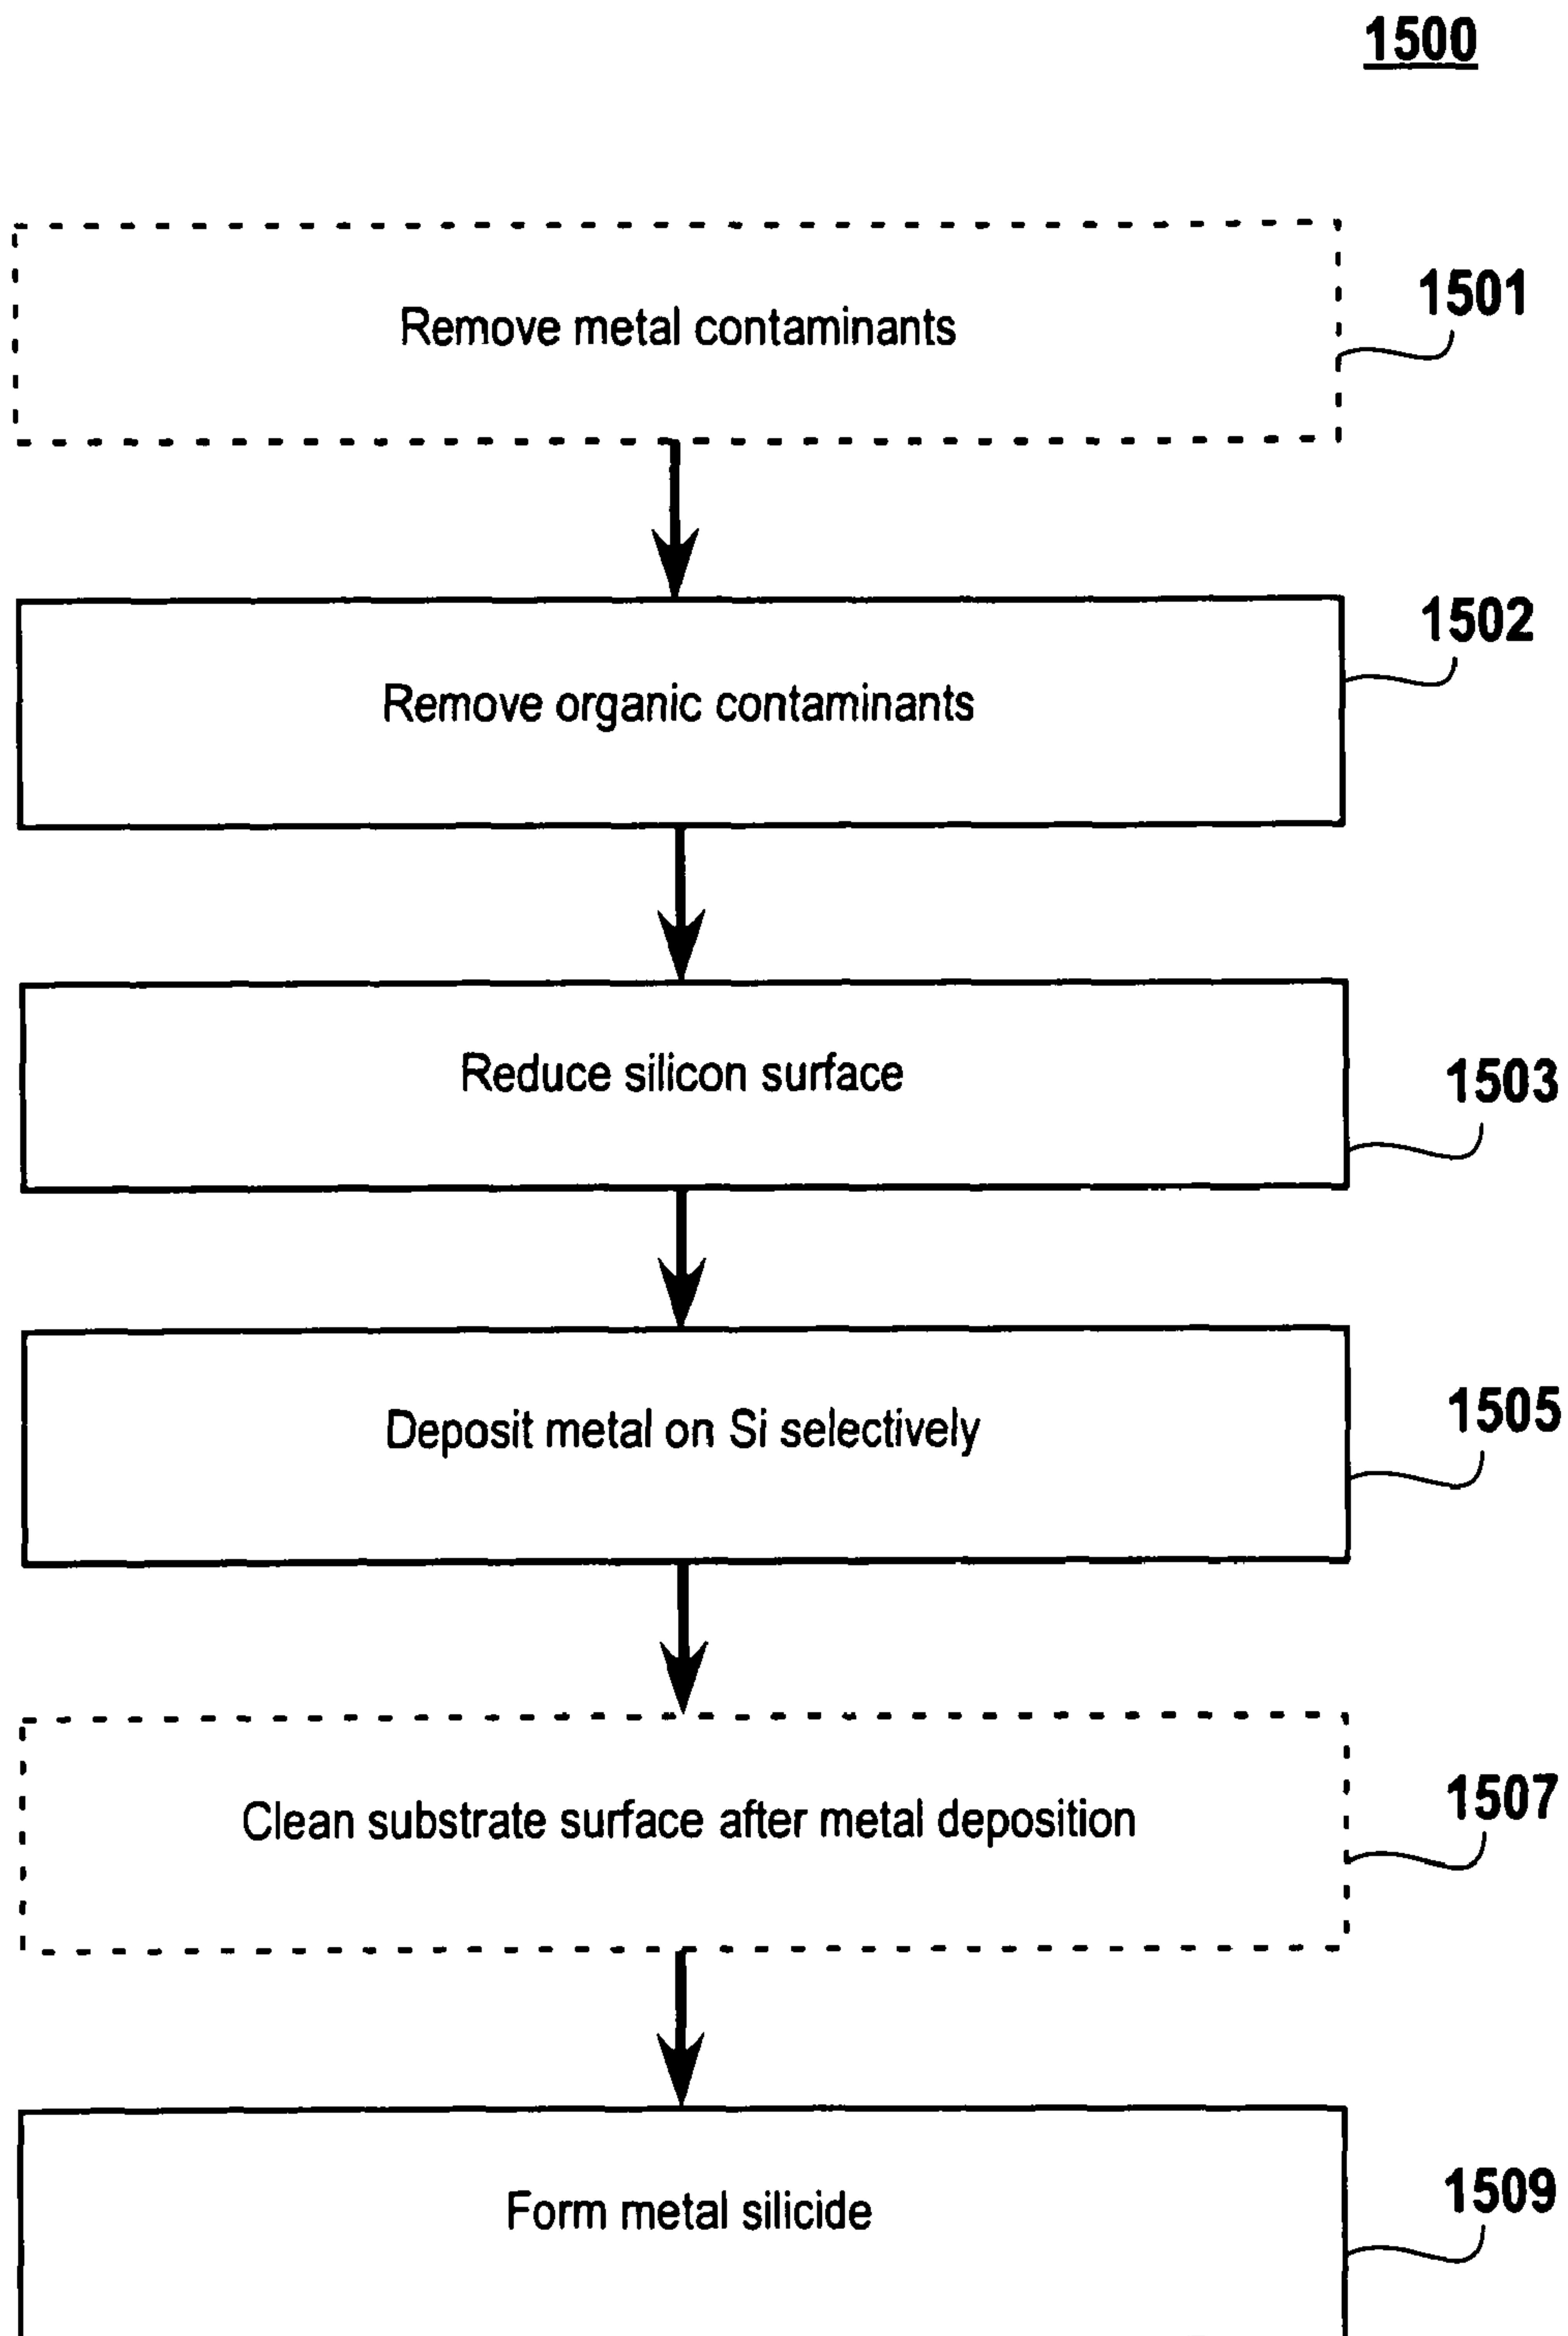 1500
Remove metal contaminants
1501
Remove organic contaminants
1502
Reduce silicon surface
1503
Deposit metal on Si selectively
1505
Clean substrate surface after metal deposition
1507
Form metal silicide
1509